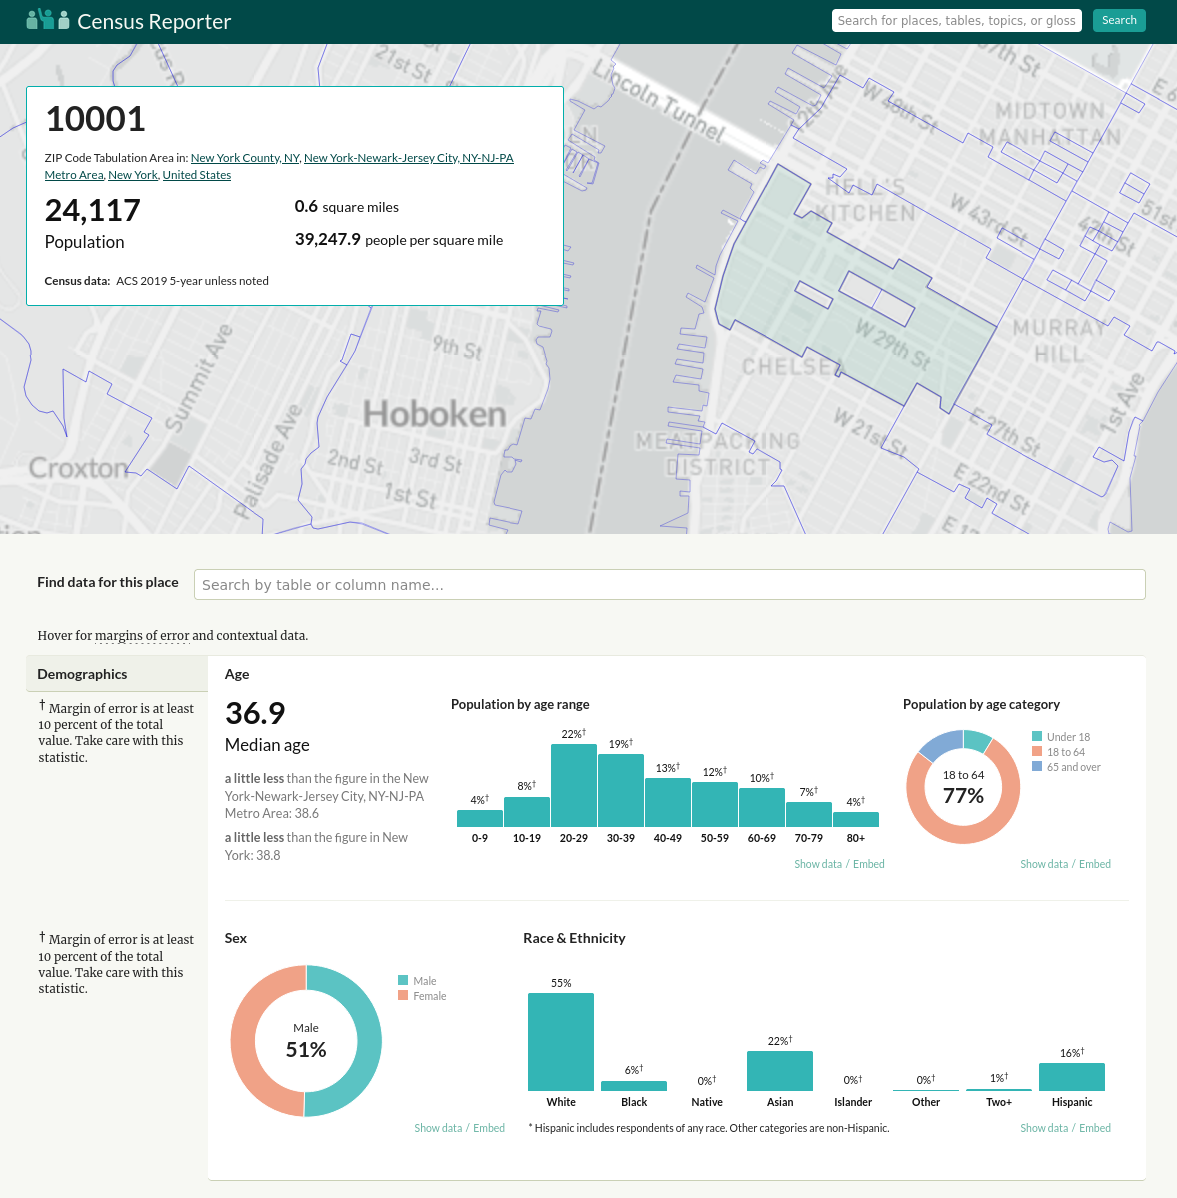 Census Reporter
Search for places, tables, topics, or gloss
Search
21st St
Lincoln Tunnel
W 48th St
MIDTOWN
MANHATTAN
10001
ZIP Code Tabulation Area in: New York County, NY, New York-Newark-Jersey City, NY-NJ-PA
Metro Area, New York, United States
24,117
Population
0.6 square miles
39,247.9 people per square mile
Census data: ACS 2019 5-year unless noted
HELL'S
KITCHEN
W 43rd St
42th St
51st
Summit Ave
9th St
W 29th St
MURRAY
HILL
CHELSEA
Hoboken
Palisade Ave
1st Ave
W 21st St
E 27th St
MEATPACKING
DISTRICT
Croxton
2nd St
3rd St
1st St
E 22nd St
Find data for this place
Search by table or column name...
Hover for margins of error and contextual data.
Demographics
† Margin of error is at least
10 percent of the total
value. Take care with this
statistic.
Age
36.9
Median age
a little less than the figure in the New
York-Newark-Jersey City, NY-NJ-PA
Metro Area: 38.6
a little less than the figure in New
York: 38.8
Population by age range
4%† 8%† 22%† 19%† 13%† 12%† 10%† 7%† 4%†
0-9 10-19 20-29 30-39 40-49 50-59 60-69 70-79 80+
Show data / Embed
Population by age category
Under 18
18 to 64
65 and over
18 to 64
77%
Show data / Embed
† Margin of error is at least
10 percent of the total
value. Take care with this
statistic.
Sex
Male
Female
Male
51%
Show data / Embed
Race & Ethnicity
55% 6%† 0%† 22%† 0%† 0%† 1%† 16%†
White Black Native Asian Islander Other Two+ Hispanic
* Hispanic includes respondents of any race. Other categories are non-Hispanic.
Show data / Embed